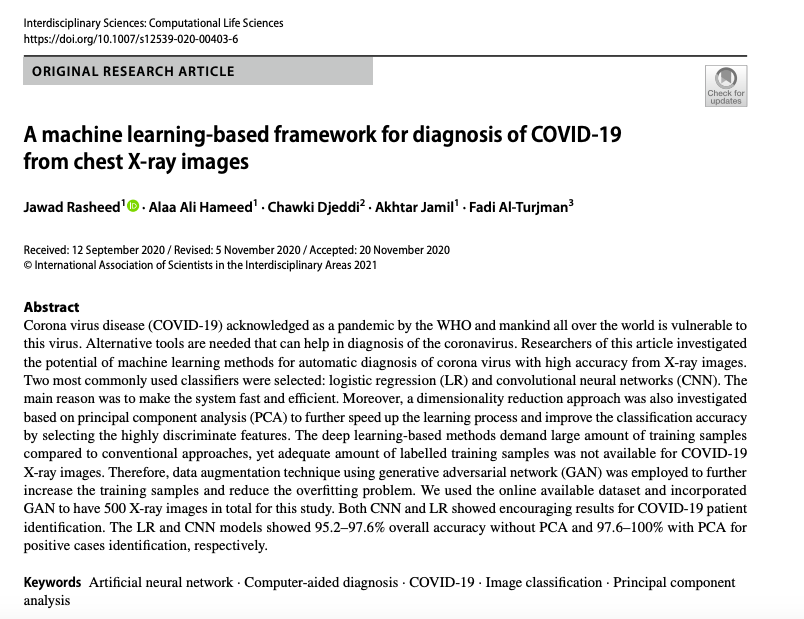 Interdisciplinary Sciences: Computational Life Sciences
https://doi.org/10.1007/s12539-020-00403-6
ORIGINAL RESEARCH ARTICLE
Check for
updates
A machine learning-based framework for diagnosis of COVID-19
from chest X-ray images
Jawad Rasheed1 iD · Alaa Ali Hameed1 · Chawki Djeddi2 · Akhtar Jamil1 · Fadi Al-Turjman3
Received: 12 September 2020 / Revised: 5 November 2020 / Accepted: 20 November 2020
© International Association of Scientists in the Interdisciplinary Areas 2021
Abstract
Corona virus disease (COVID-19) acknowledged as a pandemic by the WHO and mankind all over the world is vulnerable to
this virus. Alternative tools are needed that can help in diagnosis of the coronavirus. Researchers of this article investigated
the potential of machine learning methods for automatic diagnosis of corona virus with high accuracy from X-ray images.
Two most commonly used classifiers were selected: logistic regression (LR) and convolutional neural networks (CNN). The
main reason was to make the system fast and efficient. Moreover, a dimensionality reduction approach was also investigated
based on principal component analysis (PCA) to further speed up the learning process and improve the classification accuracy
by selecting the highly discriminate features. The deep learning-based methods demand large amount of training samples
compared to conventional approaches, yet adequate amount of labelled training samples was not available for COVID-19
X-ray images. Therefore, data augmentation technique using generative adversarial network (GAN) was employed to further
increase the training samples and reduce the overfitting problem. We used the online available dataset and incorporated
GAN to have 500 X-ray images in total for this study. Both CNN and LR showed encouraging results for COVID-19 patient
identification. The LR and CNN models showed 95.2–97.6% overall accuracy without PCA and 97.6–100% with PCA for
positive cases identification, respectively.
Keywords Artificial neural network · Computer-aided diagnosis · COVID-19 · Image classification · Principal component
analysis